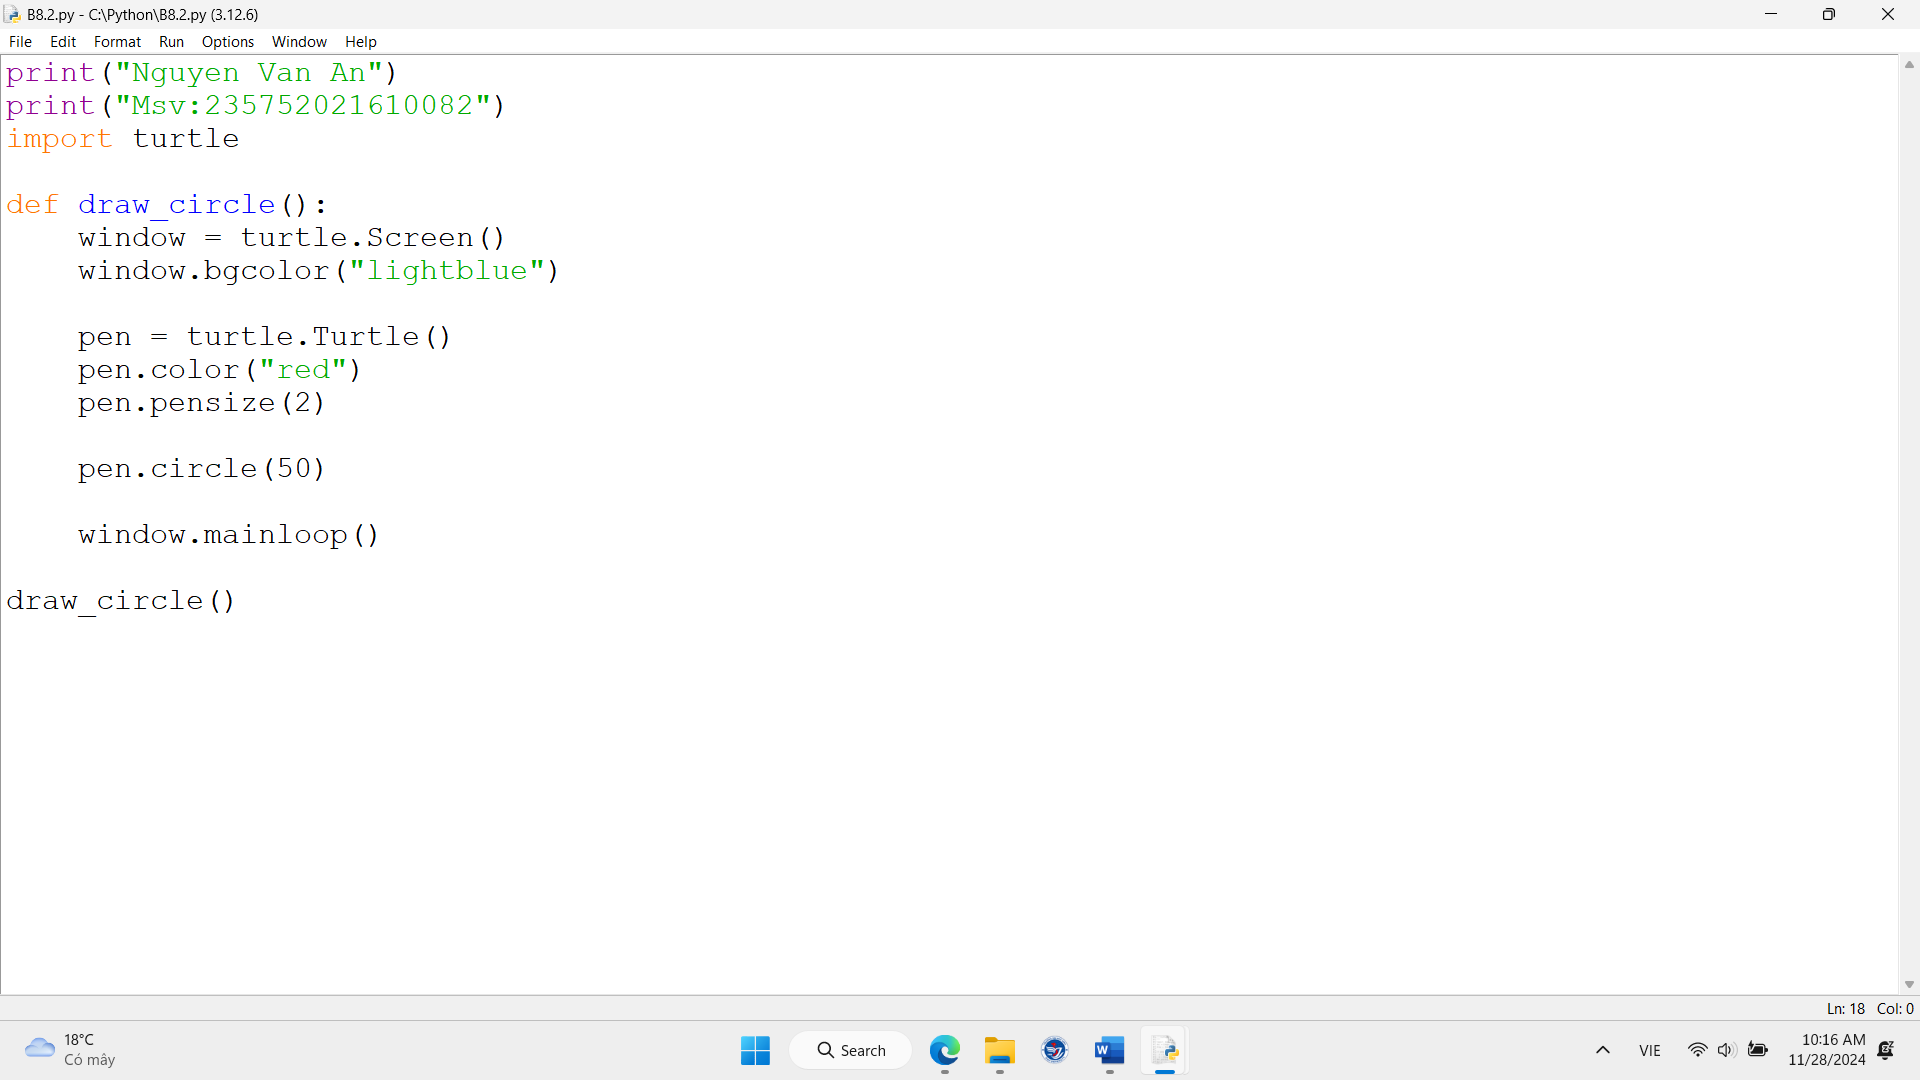 B8.2.py - C:\Python\B8.2.py (3.12.6)
File Edit Format Run Options Window Help
print("Nguyen Van An")
print("Msv:235752021610082")
import turtle
def draw_circle():
    window = turtle.Screen()
    window.bgcolor("lightblue")
    pen = turtle.Turtle()
    pen.color("red")
    pen.pensize(2)
    pen.circle(50)
    window.mainloop()
draw_circle()
Ln: 18 Col: 0
18°C
Có mây
Search
VIE
10:16 AM
11/28/2024